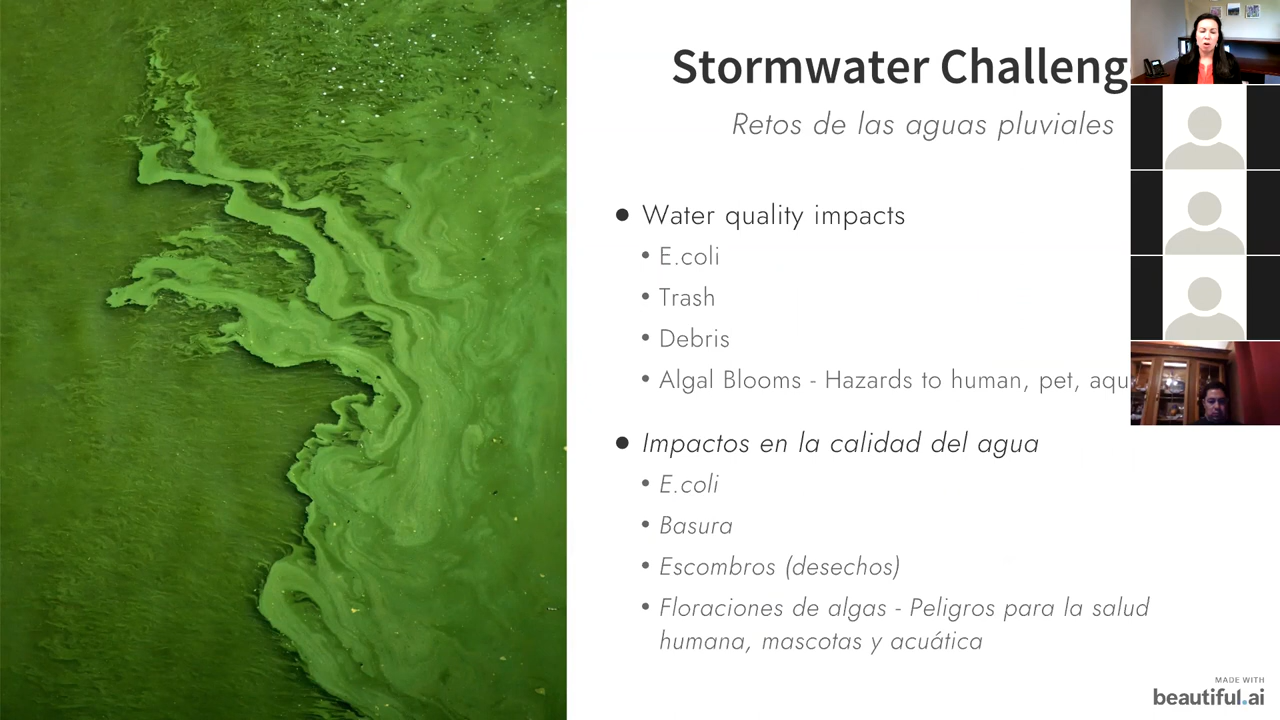 Stormwater Challeng
Retos de las aguas pluviales
● Water quality impacts
• E.coli
• Trash
• Debris
• Algal Blooms - Hazards to human, pet, aqu
● Impactos en la calidad del agua
• E.coli
• Basura
• Escombros (desechos)
• Floraciones de algas - Peligros para la salud
humana, mascotas y acuática
MADE WITH
beautiful.ai